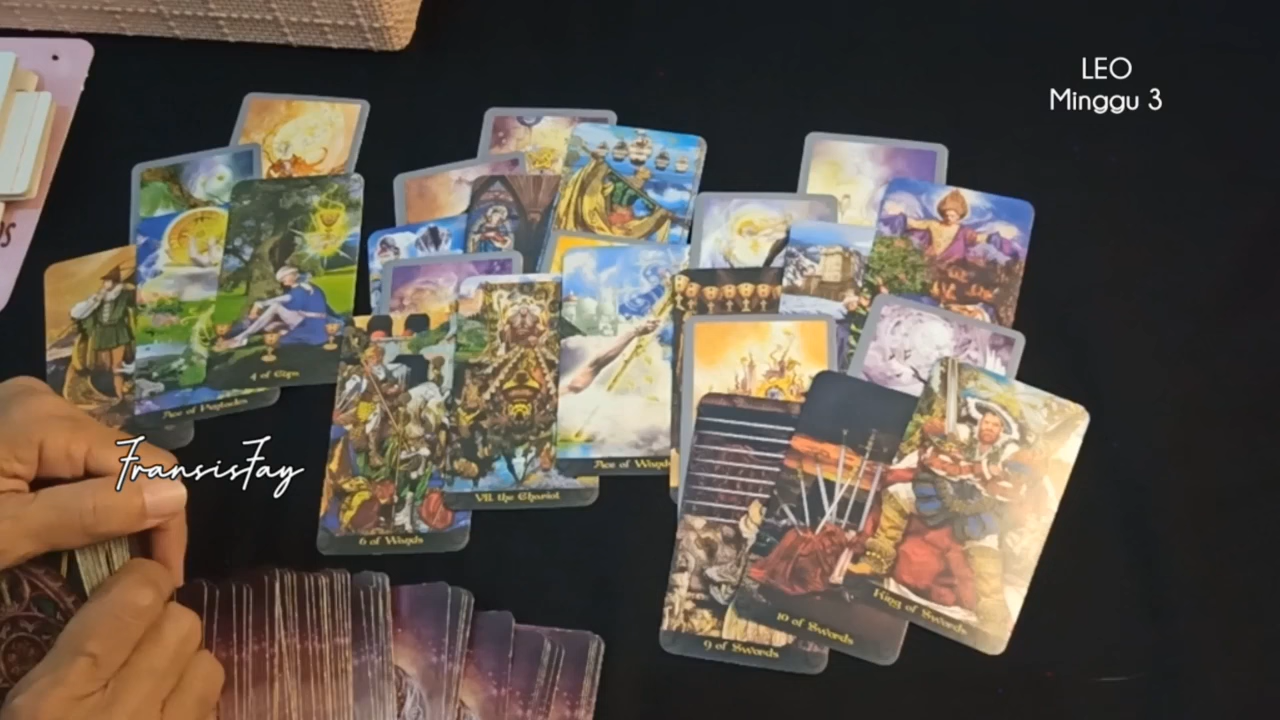 LEO
Minggu 3
4 of Cups
Ace of Pentacles
FransisFay
Ace of Wands
VII. the Chariot
6 of Wands
King of Swords
10 of Swords
9 of Swords